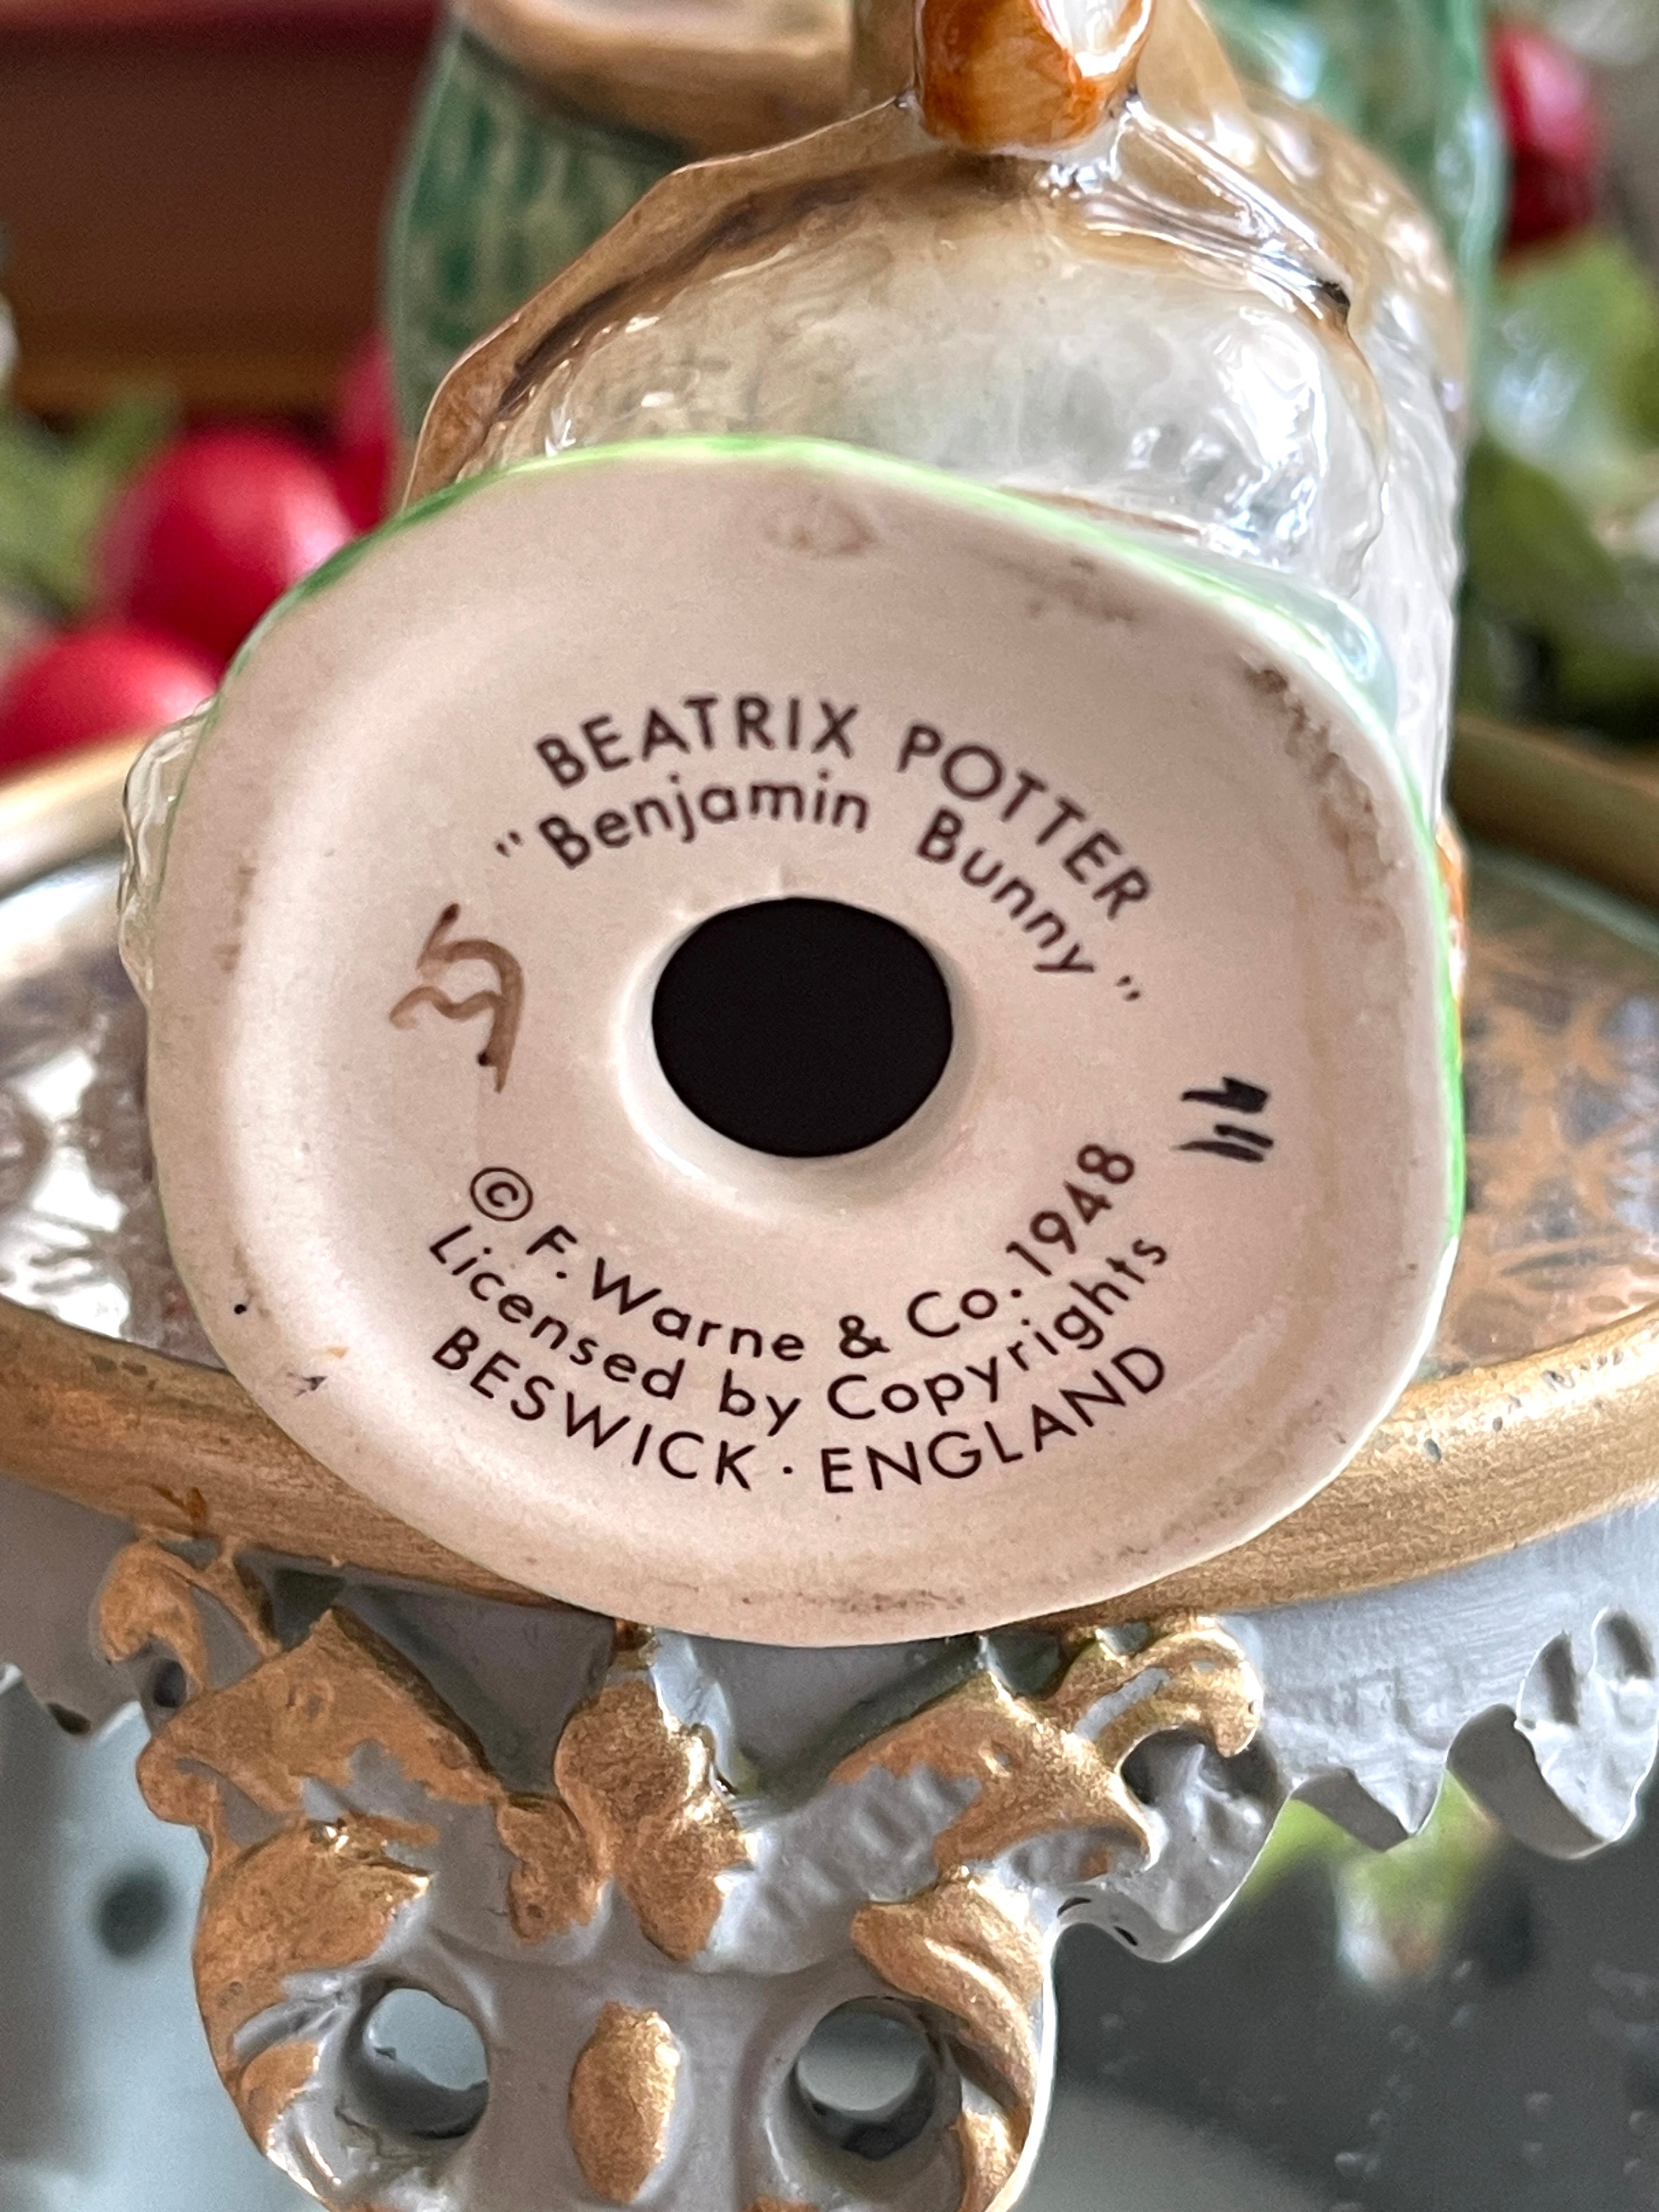 BEATRIX POTTER
"Benjamin Bunny"
© F. Warne & Co. 1948
Licensed by Copyrights
BESWICK · ENGLAND